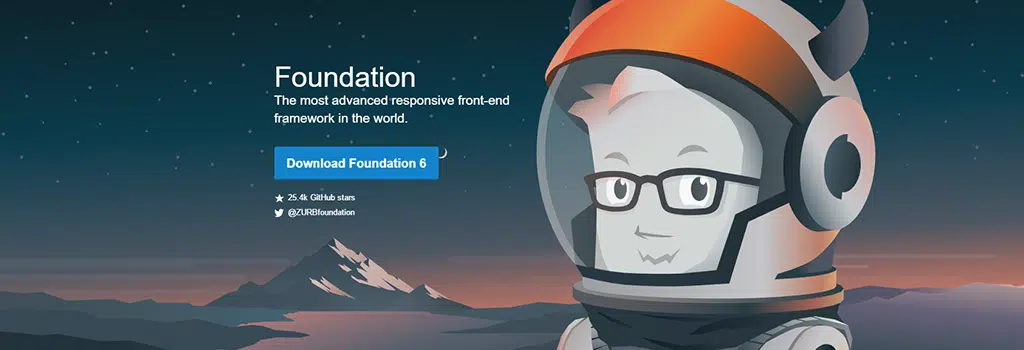 Foundation
The most advanced responsive front-end
framework in the world.
Download Foundation 6
25.4k GitHub stars
@ZURBfoundation